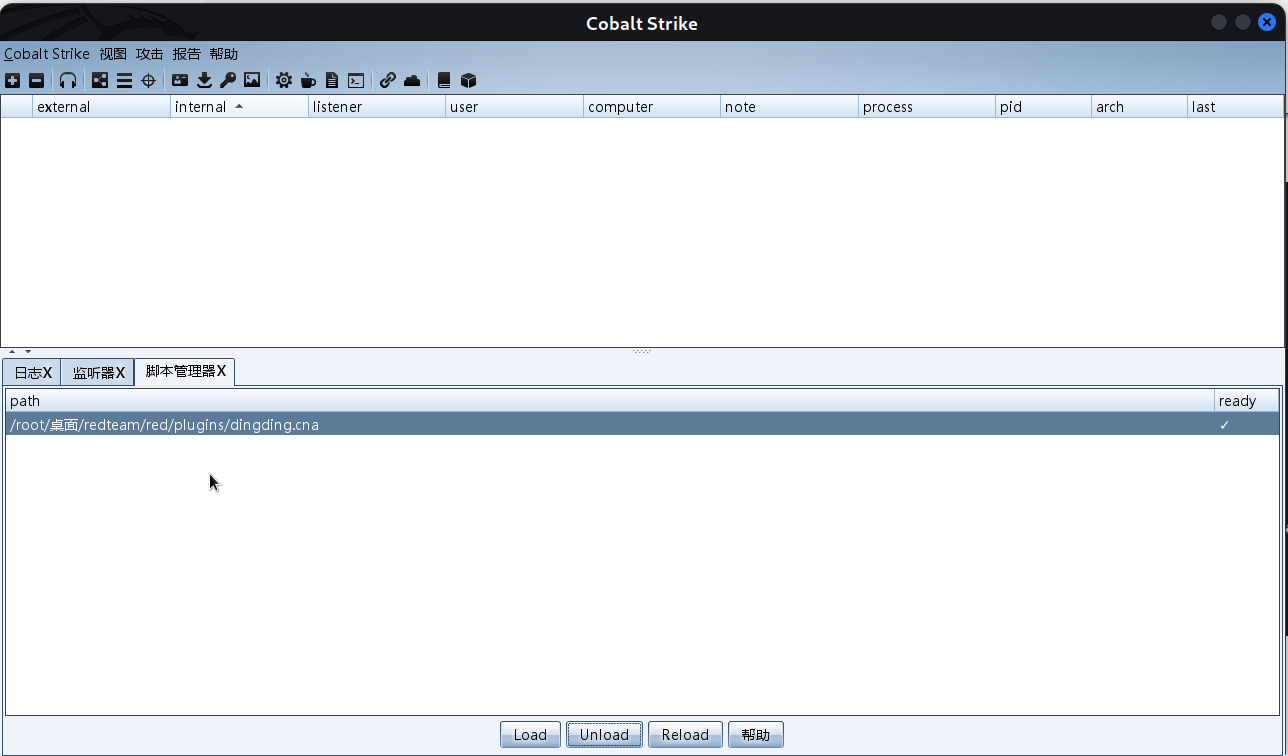 Cobalt Strike
Cobalt Strike 视图 攻击 报告 帮助
external internal listener user computer note process pid arch last
日志X 监听器X 脚本管理器X
path ready
/root/桌面/redteam/red/plugins/dingding.cna ✓
Load Unload Reload 帮助